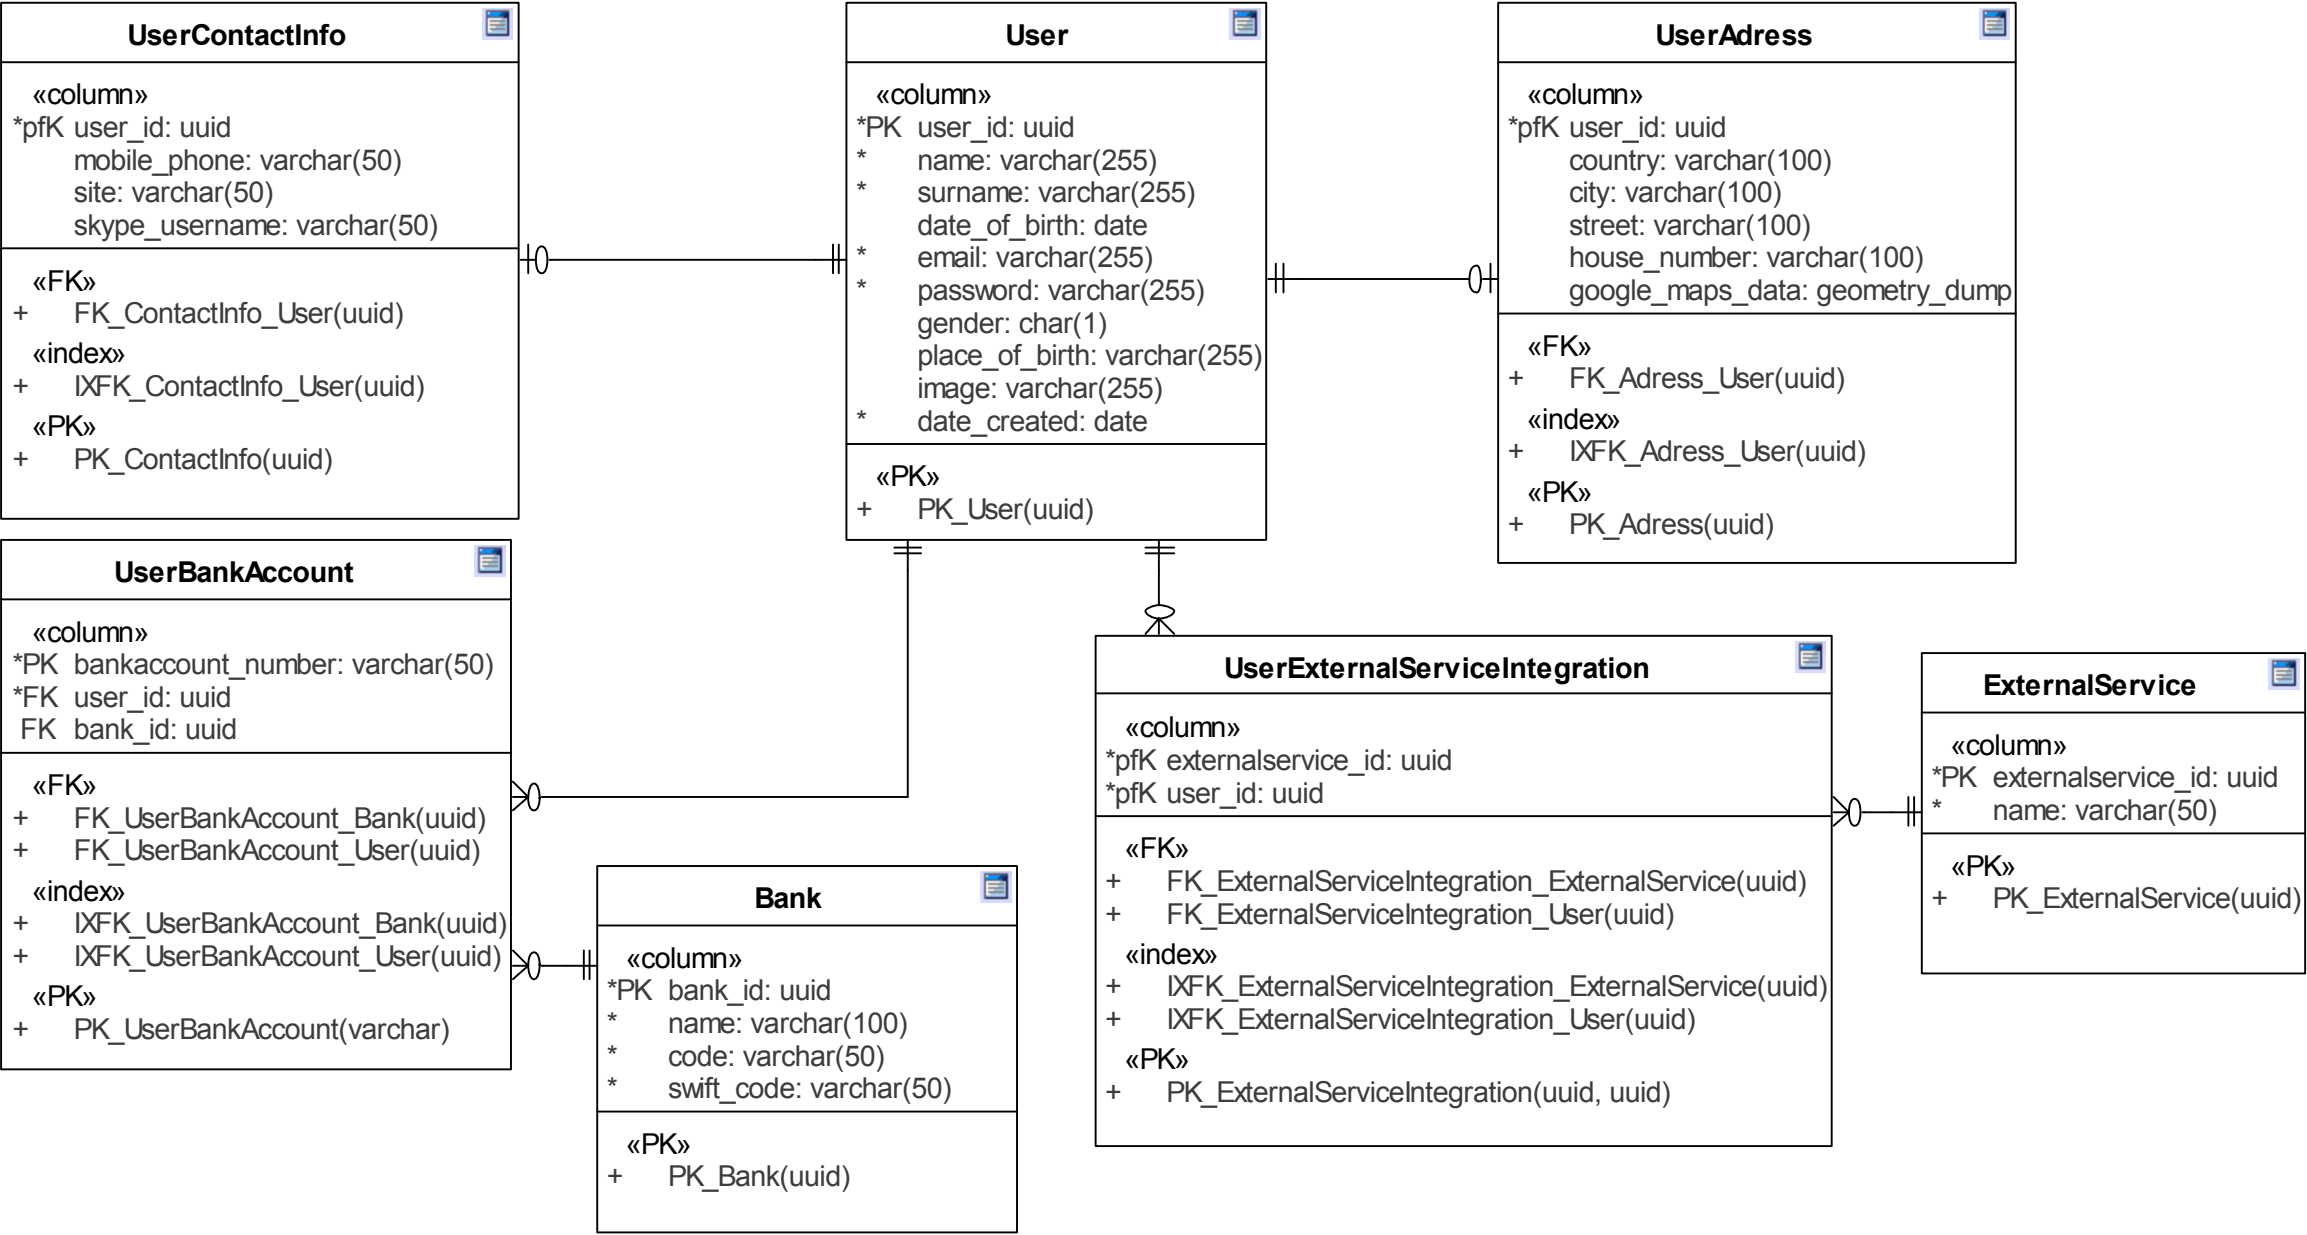 UserContactInfo
«column»
*pfK user_id: uuid
mobile_phone: varchar(50)
site: varchar(50)
skype_username: varchar(50)
«FK»
+ FK_ContactInfo_User(uuid)
«index»
+ IXFK_ContactInfo_User(uuid)
«PK»
+ PK_ContactInfo(uuid)
User
«column»
*PK user_id: uuid
* name: varchar(255)
* surname: varchar(255)
date_of_birth: date
* email: varchar(255)
* password: varchar(255)
gender: char(1)
place_of_birth: varchar(255)
image: varchar(255)
* date_created: date
«PK»
+ PK_User(uuid)
UserAdress
«column»
*pfK user_id: uuid
country: varchar(100)
city: varchar(100)
street: varchar(100)
house_number: varchar(100)
google_maps_data: geometry_dump
«FK»
+ FK_Adress_User(uuid)
«index»
+ IXFK_Adress_User(uuid)
«PK»
+ PK_Adress(uuid)
UserBankAccount
«column»
*PK bankaccount_number: varchar(50)
*FK user_id: uuid
FK bank_id: uuid
«FK»
+ FK_UserBankAccount_Bank(uuid)
+ FK_UserBankAccount_User(uuid)
«index»
+ IXFK_UserBankAccount_Bank(uuid)
+ IXFK_UserBankAccount_User(uuid)
«PK»
+ PK_UserBankAccount(varchar)
Bank
«column»
*PK bank_id: uuid
* name: varchar(100)
* code: varchar(50)
* swift_code: varchar(50)
«PK»
+ PK_Bank(uuid)
UserExternalServiceIntegration
«column»
*pfK externalservice_id: uuid
*pfK user_id: uuid
«FK»
+ FK_ExternalServiceIntegration_ExternalService(uuid)
+ FK_ExternalServiceIntegration_User(uuid)
«index»
+ IXFK_ExternalServiceIntegration_ExternalService(uuid)
+ IXFK_ExternalServiceIntegration_User(uuid)
«PK»
+ PK_ExternalServiceIntegration(uuid, uuid)
ExternalService
«column»
*PK externalservice_id: uuid
* name: varchar(50)
«PK»
+ PK_ExternalService(uuid)